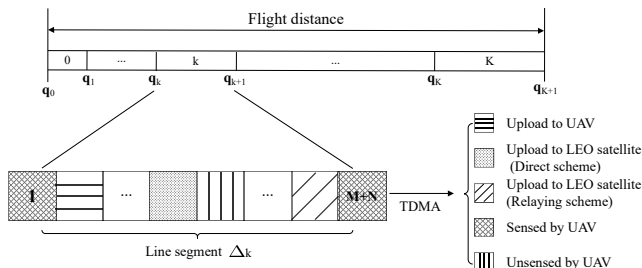 Flight distance
0 ... k ... K
q0 q1 qk qk+1 qK qK+1
1 ... ... M+N
TDMA
Line segment Δk
Upload to UAV
Upload to LEO satellite
(Direct scheme)
Upload to LEO satellite
(Relaying scheme)
Sensed by UAV
Unsensed by UAV